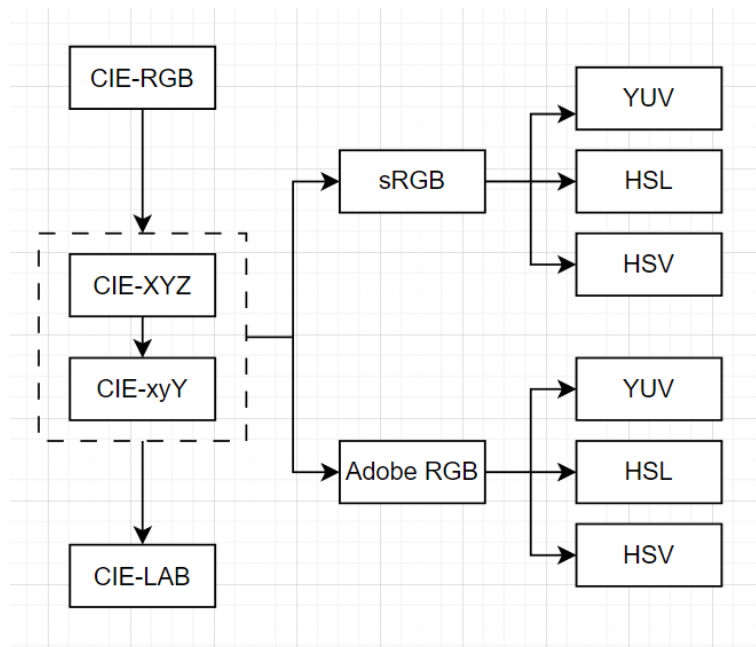 CIE-RGB
CIE-XYZ
CIE-xyY
CIE-LAB
sRGB
Adobe RGB
YUV
HSL
HSV
YUV
HSL
HSV